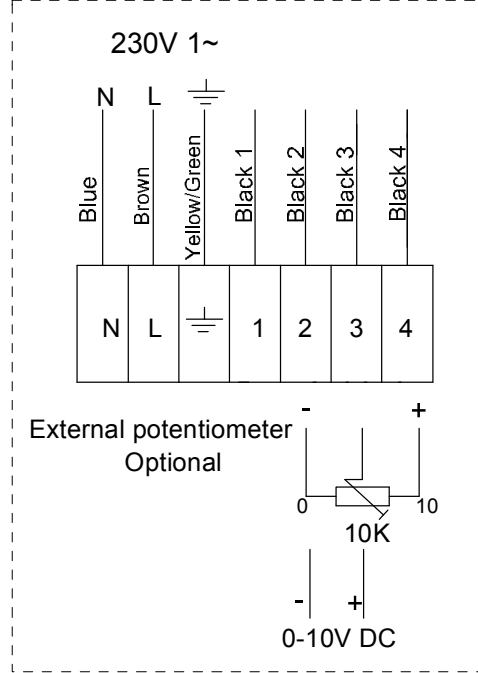 230V 1~
N L
Blue
Brown
Yellow/Green
Black 1
Black 2
Black 3
Black 4
N L 1 2 3 4
- +
External potentiometer
Optional
0 10
10K
- +
0-10V DC